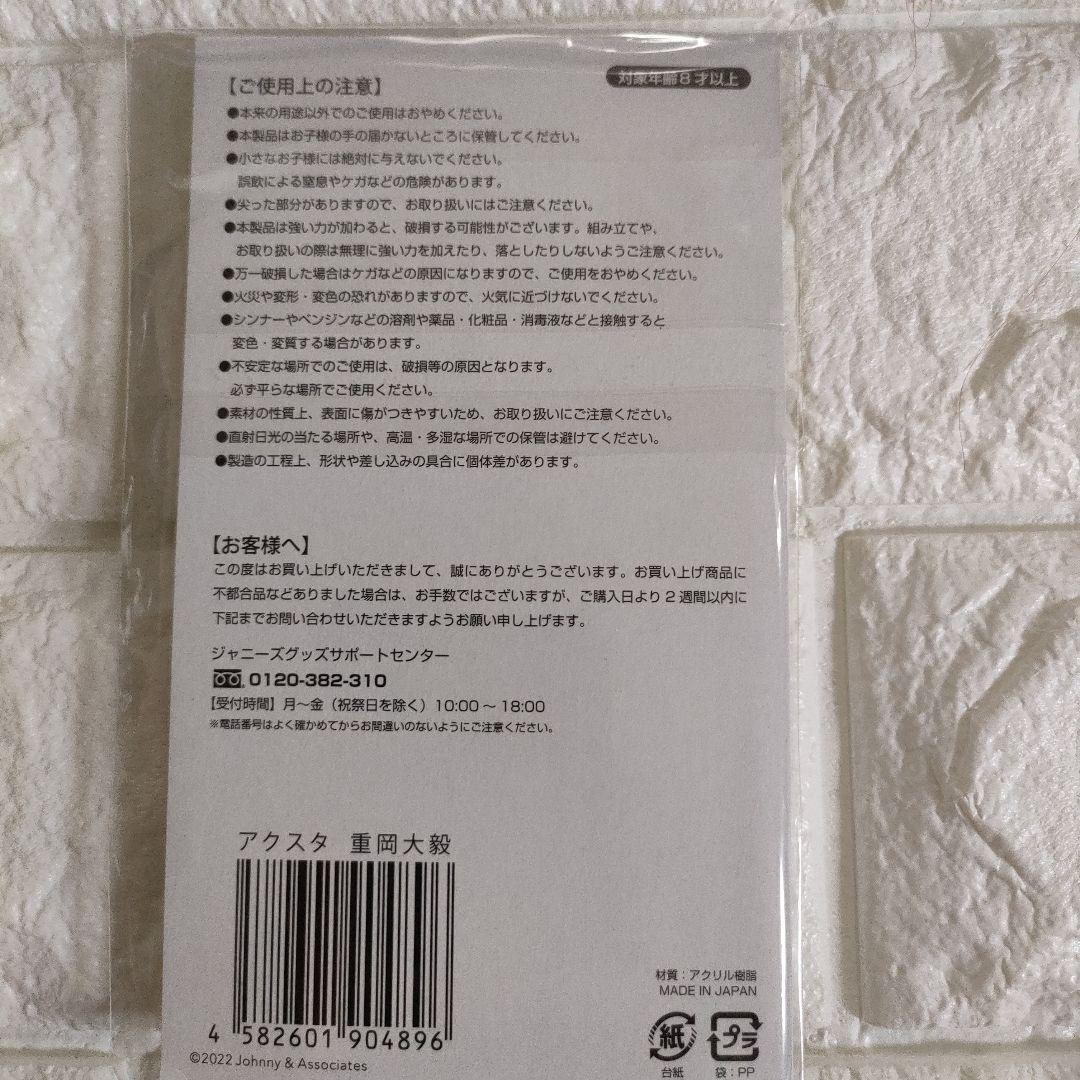 【ご使用上の注意】
対象年齢8才以上
●本来の用途以外でのご使用はおやめください。
●本製品はお子様の手の届かないところに保管してください。
●小さなお子様には絶対に与えないでください。
誤飲による窒息やケガなどの危険があります。
●尖った部分がありますので、お取り扱いにはご注意ください。
●本製品は強い力が加わると、破損する可能性がございます。組み立てや、
お取り扱いの際は無理に強い力を加えたり、落としたりしないようご注意ください。
●万一破損した場合はケガなどの原因になりますので、ご使用をおやめください。
●火災や変形・変色の恐れがありますので、火気に近づけないでください。
●シンナーやベンジンなどの溶剤や薬品・化粧品・消毒液などと接触すると
変色・変質する場合があります。
●不安定な場所でのご使用は、破損等の原因となります。
必ず平らな場所でご使用ください。
●素材の性質上、表面に傷がつきやすいため、お取り扱いにご注意ください。
●直射日光の当たる場所や、高温・多湿な場所での保管は避けてください。
●製造の工程上、形状や差し込みの具合に個体差があります。
【お客様へ】
この度はお買い上げいただきまして、誠にありがとうございます。お買い上げ商品に
不都合品などありました場合は、お手数ではございますが、ご購入日より2週間以内に
下記までお問い合わせいただきますようお願い申し上げます。
ジャニーズグッズサポートセンター
0120-382-310
【受付時間】月～金（祝祭日を除く）10:00～18:00
※電話番号はよく確かめてからお間違いのないようにご注意ください。
アクスタ 重岡大毅
4 582601 904896
©2022 Johnny & Associates
材質：アクリル樹脂
MADE IN JAPAN
紙 プラ
台紙 袋：PP